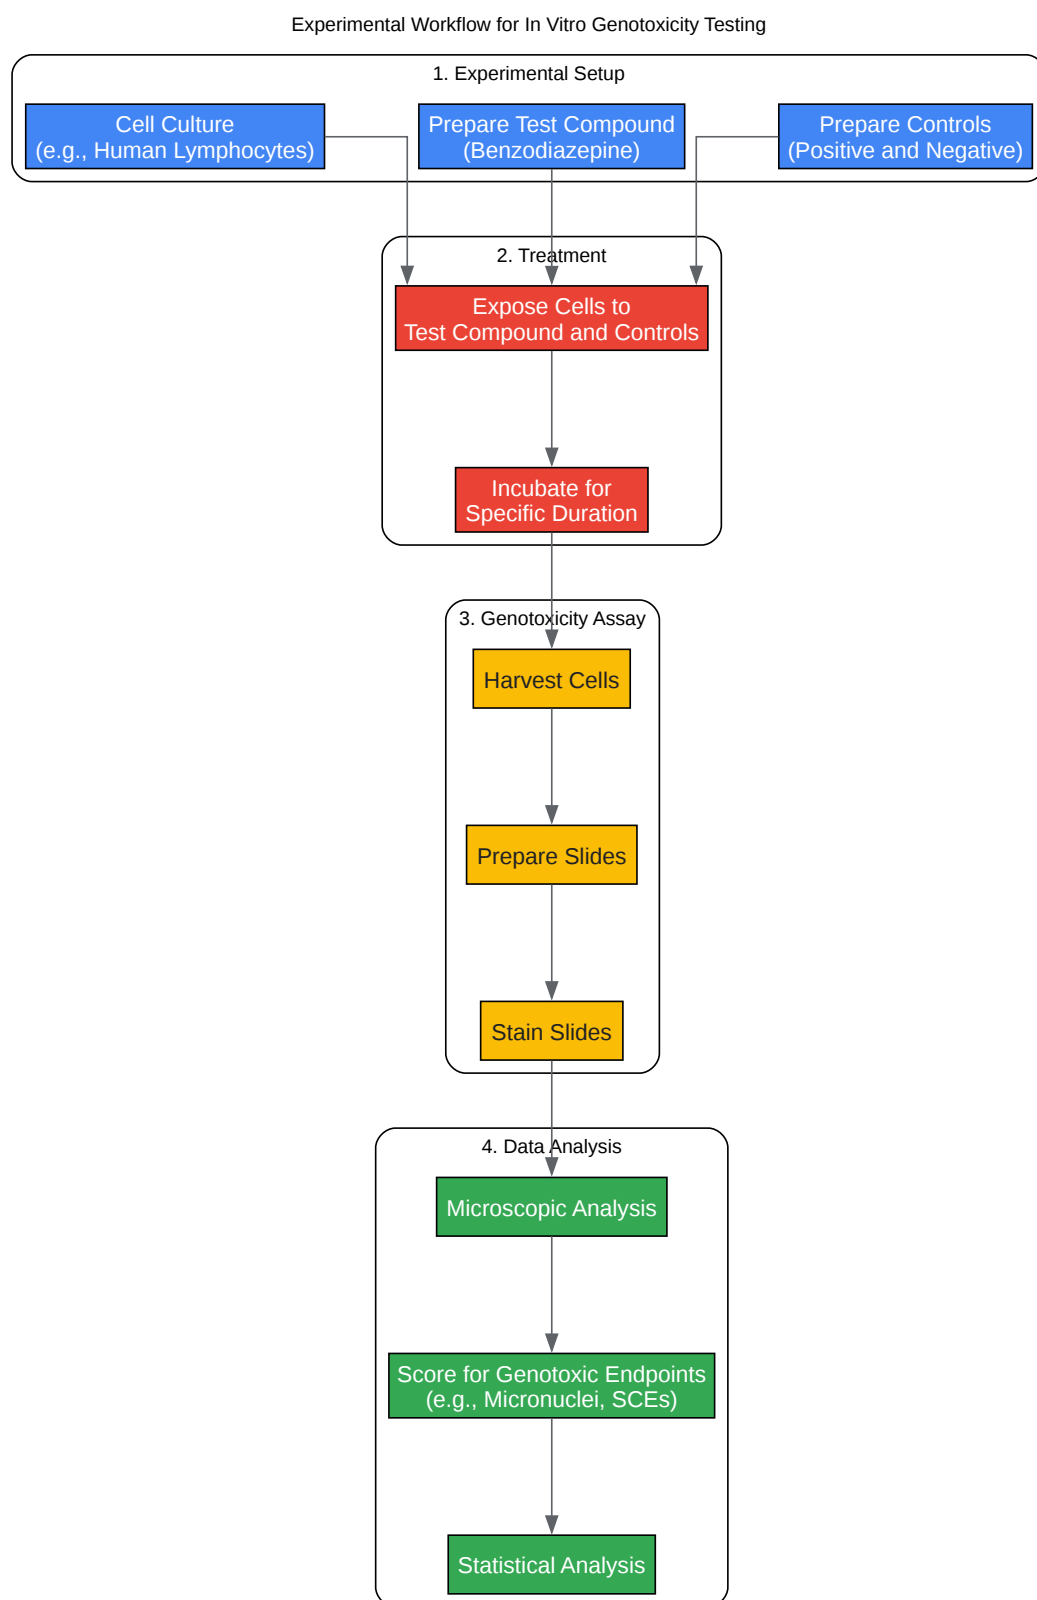 Experimental Workflow for In Vitro Genotoxicity Testing
1. Experimental Setup
Cell Culture
(e.g., Human Lymphocytes)
Prepare Test Compound
(Benzodiazepine)
Prepare Controls
(Positive and Negative)
2. Treatment
Expose Cells to
Test Compound and Controls
Incubate for
Specific Duration
3. Genotoxicity Assay
Harvest Cells
Prepare Slides
Stain Slides
4. Data Analysis
Microscopic Analysis
Score for Genotoxic Endpoints
(e.g., Micronuclei, SCEs)
Statistical Analysis